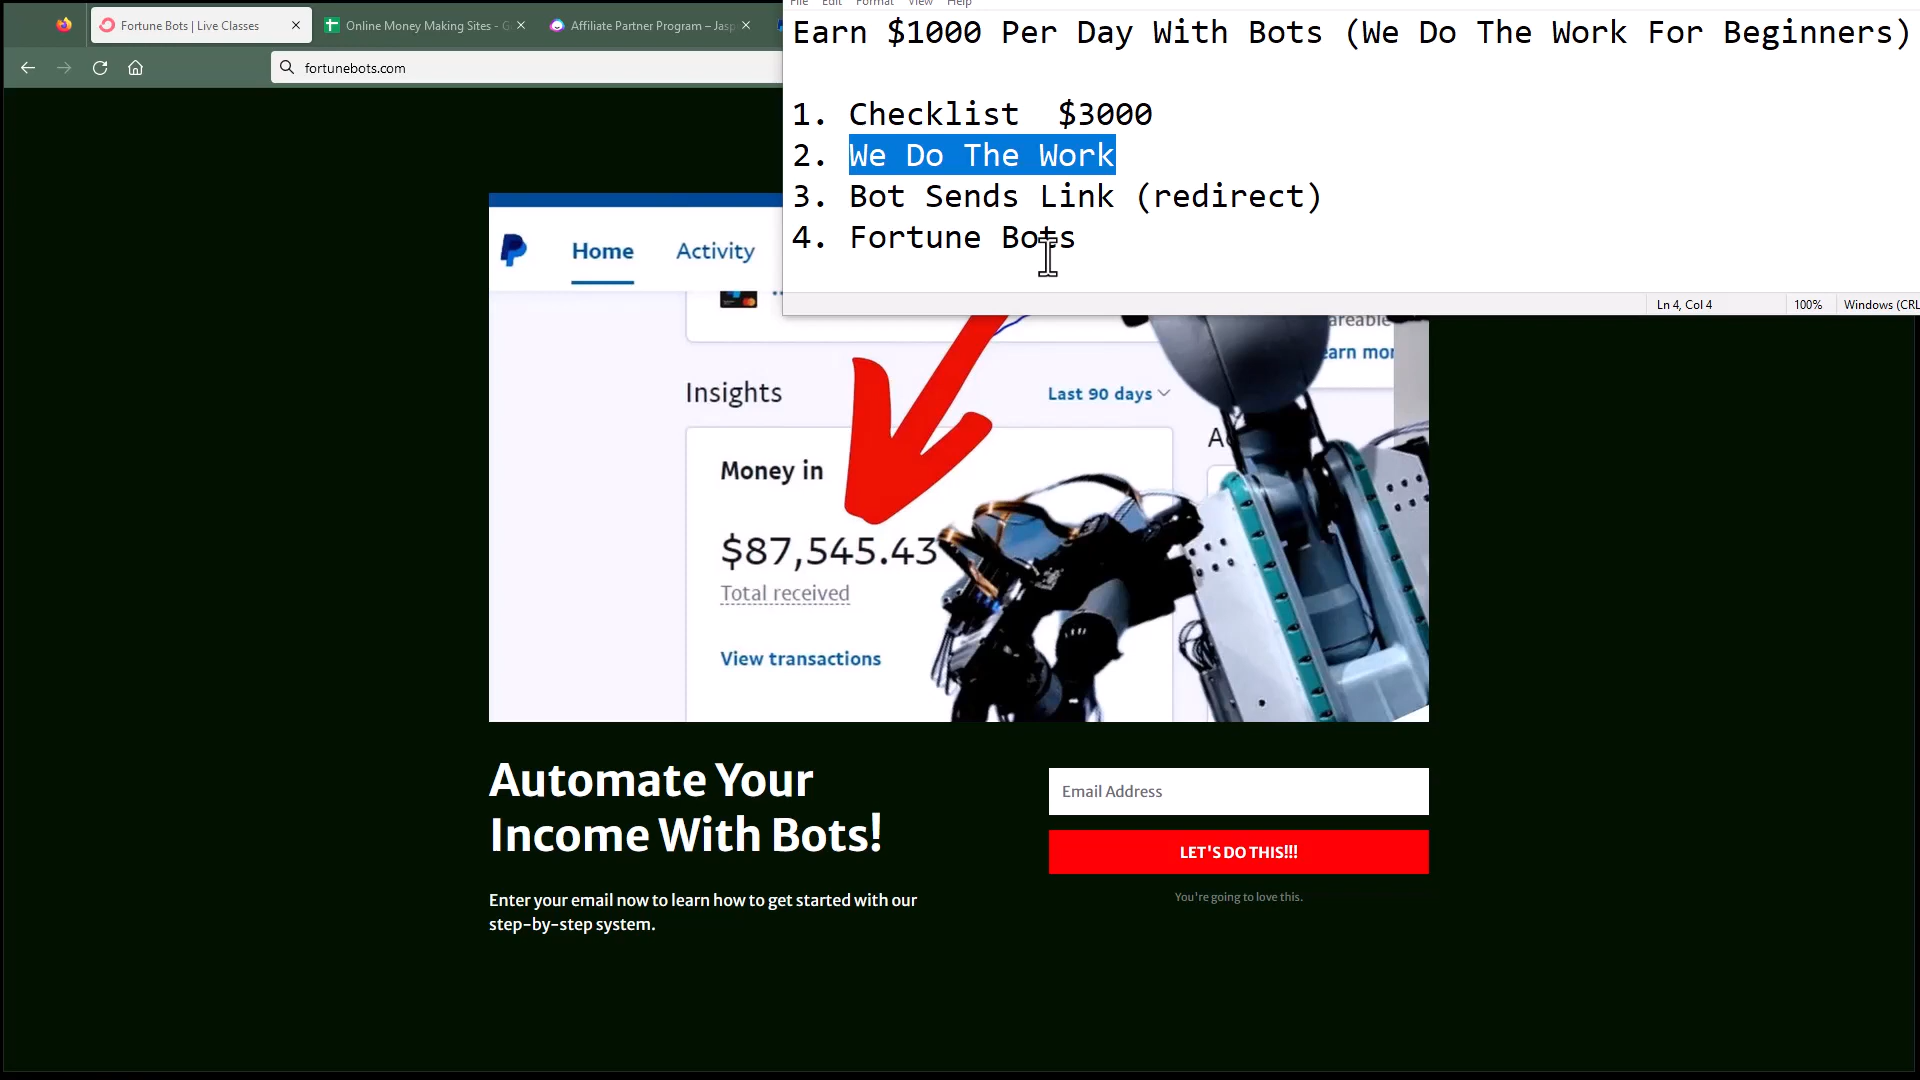 Fortune Bots | Live Classes
Online Money Making Sites - G
Affiliate Partner Program – Jasp
fortunebots.com
File Edit Format View Help
Earn $1000 Per Day With Bots (We Do The Work For Beginners)
1. Checklist $3000
2. We Do The Work
3. Bot Sends Link (redirect)
4. Fortune Bots
Ln 4, Col 4
100%
Windows (CRL
Home
Activity
Insights
Last 90 days
Money in
$87,545.43
Total received
View transactions
Automate Your
Income With Bots!
Enter your email now to learn how to get started with our
step-by-step system.
Email Address
LET'S DO THIS!!!
You're going to love this.